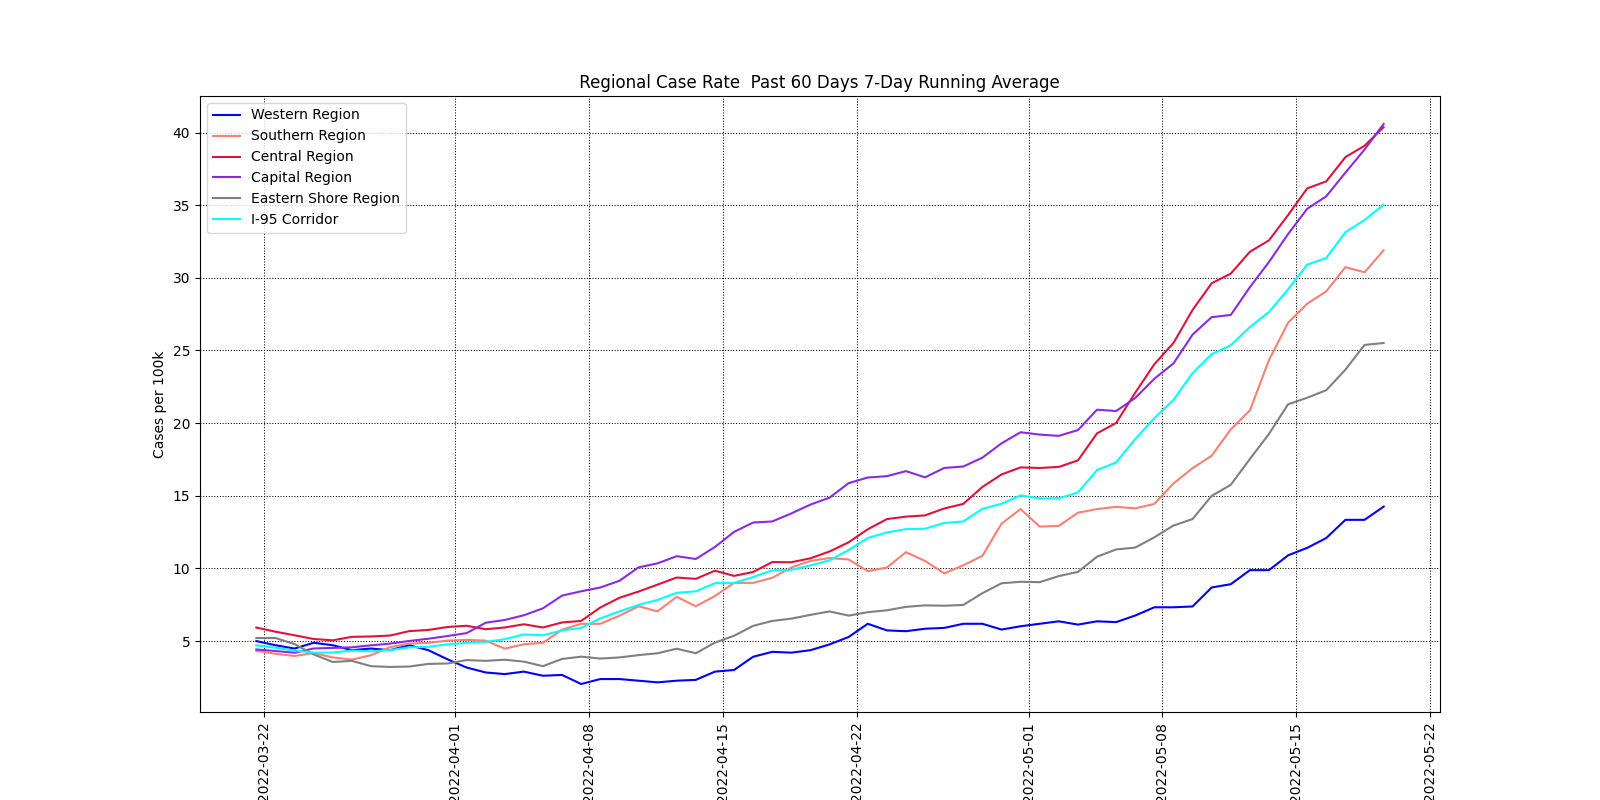 Regional Case Rate  Past 60 Days 7-Day Running Average
Western Region
Southern Region
Central Region
Capital Region
Eastern Shore Region
I-95 Corridor
Cases per 100k
40
35
30
25
20
15
10
5
2022-03-22
2022-04-01
2022-04-08
2022-04-15
2022-04-22
2022-05-01
2022-05-08
2022-05-15
2022-05-22